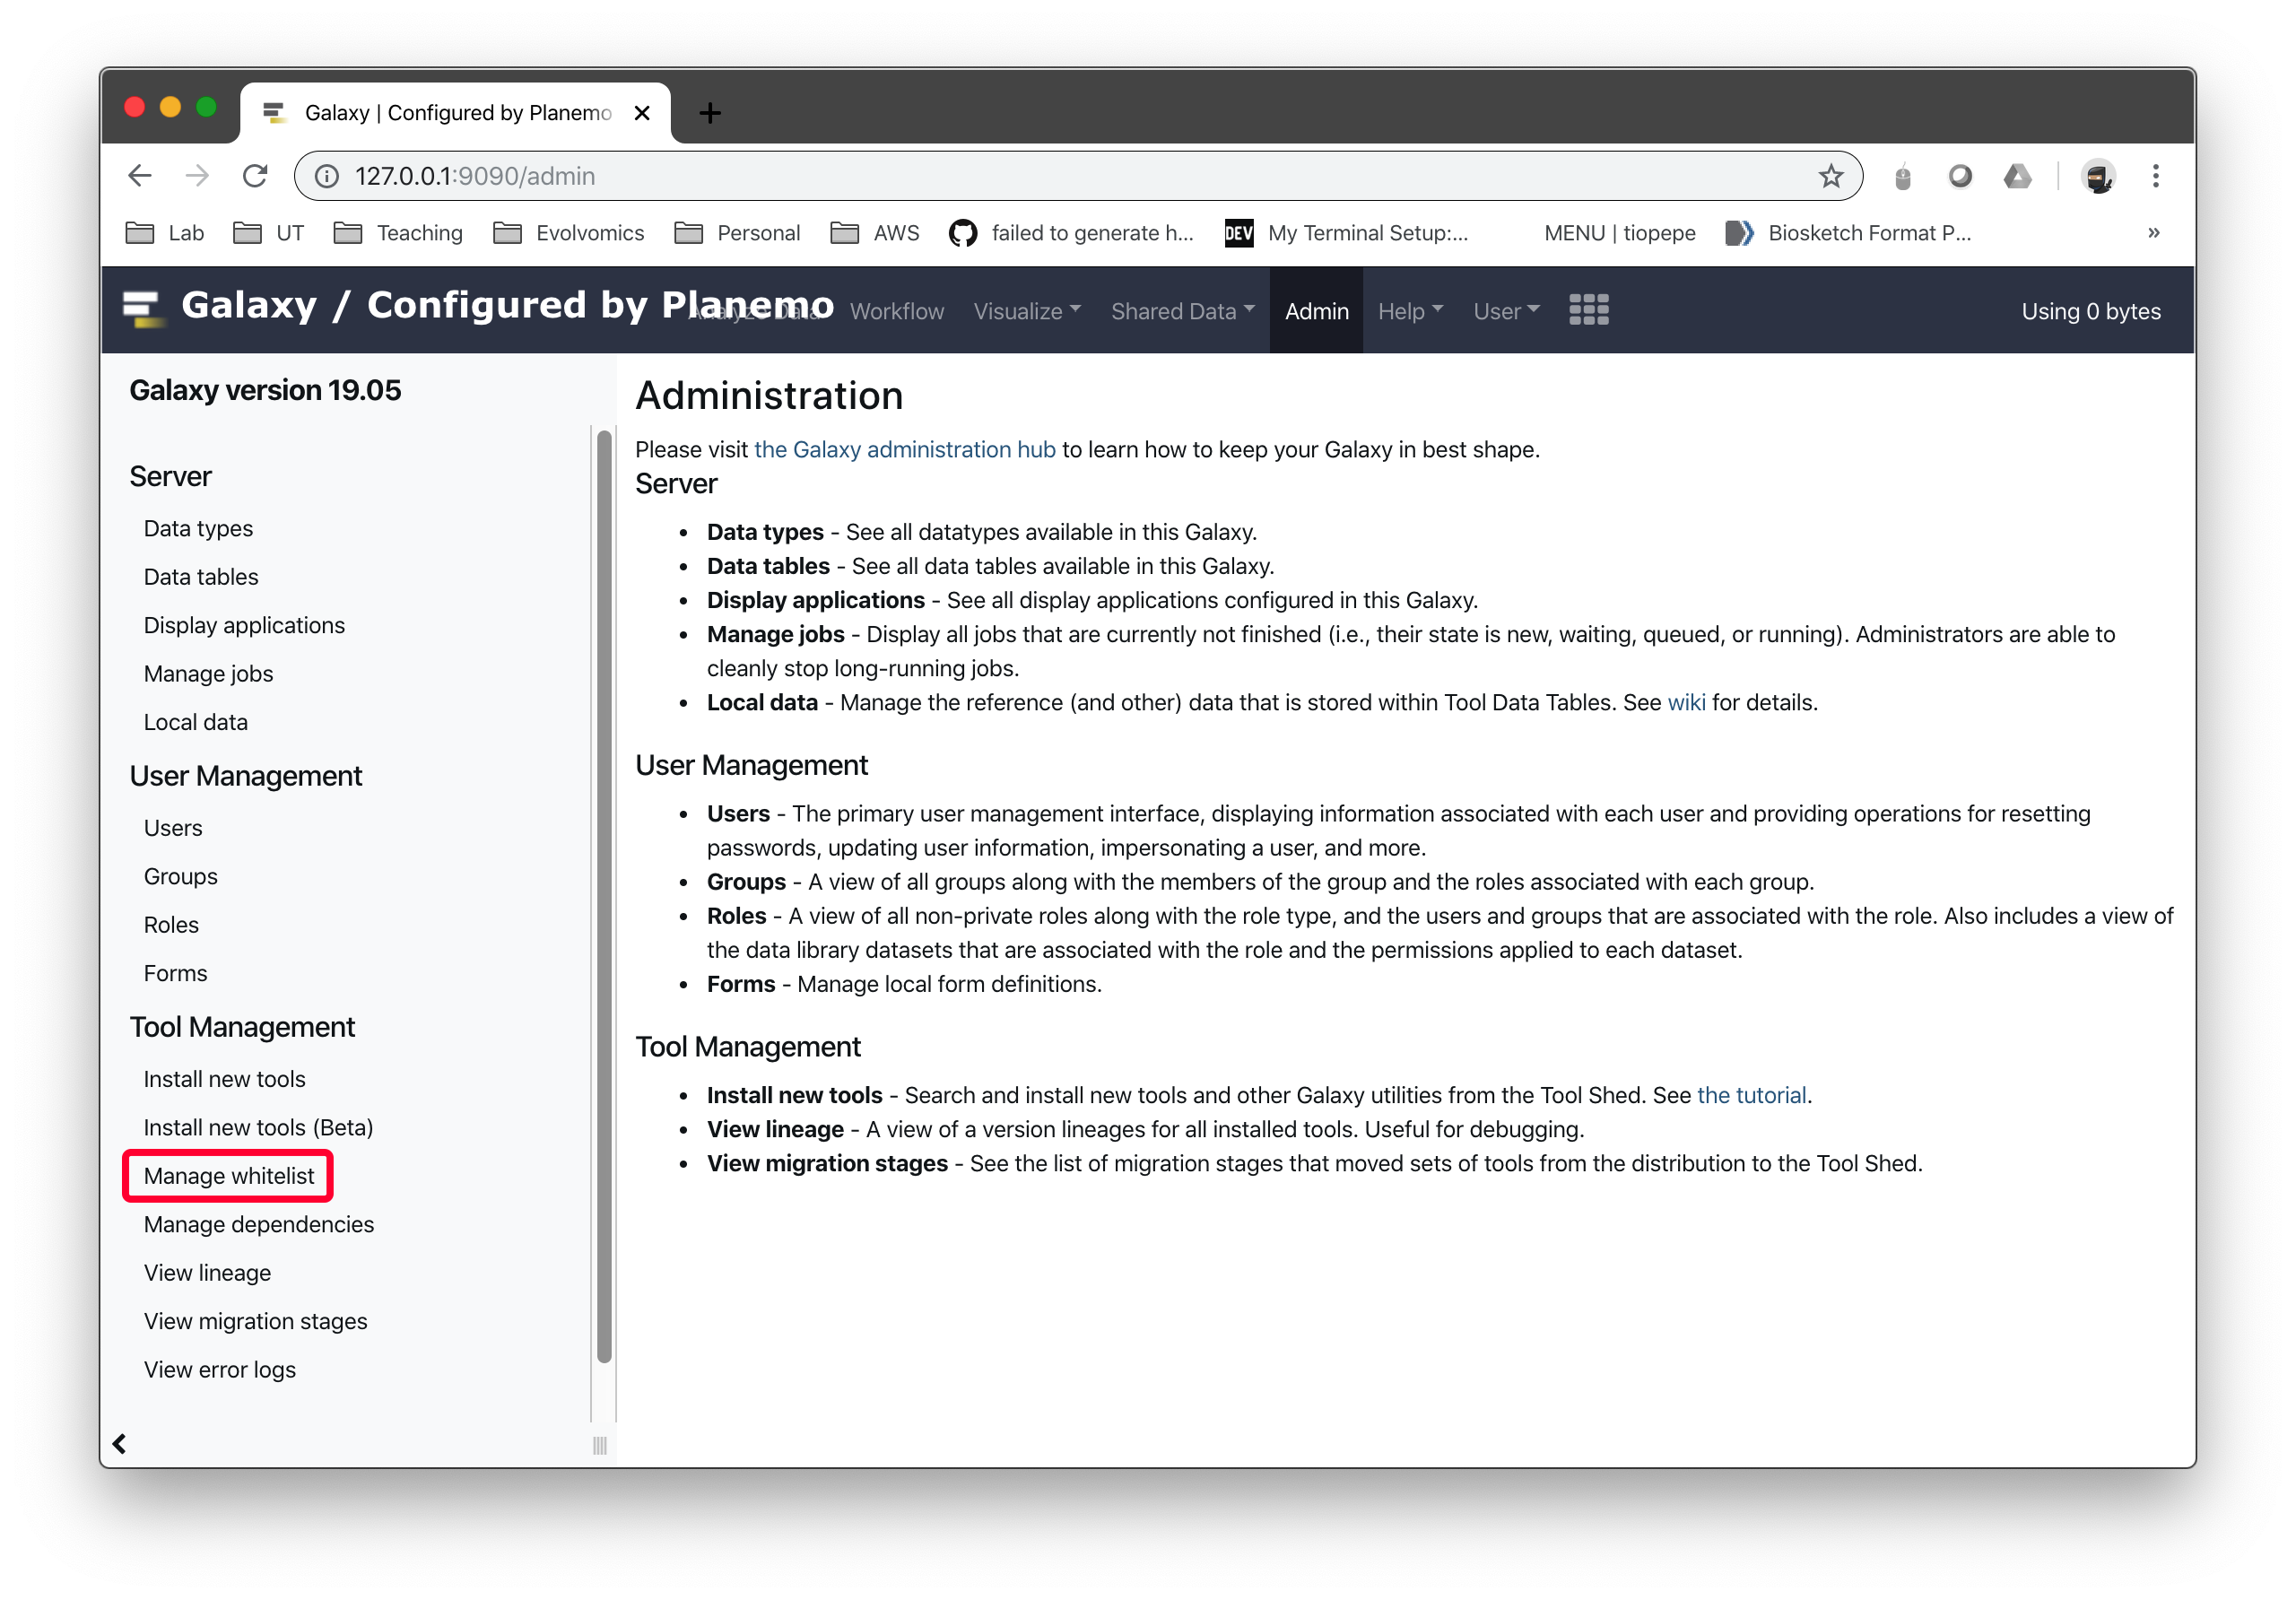 Galaxy | Configured by Planemo
127.0.0.1:9090/admin
Lab UT Teaching Evolvomics Personal AWS failed to generate h... DEV My Terminal Setup:... MENU | tiopepe Biosketch Format P... »
Galaxy / Configured by Planemo Analyze Data Workflow Visualize Shared Data Admin Help User Using 0 bytes
Galaxy version 19.05
Server
Data types
Data tables
Display applications
Manage jobs
Local data
User Management
Users
Groups
Roles
Forms
Tool Management
Install new tools
Install new tools (Beta)
Manage whitelist
Manage dependencies
View lineage
View migration stages
View error logs
Administration
Please visit the Galaxy administration hub to learn how to keep your Galaxy in best shape.
Server
• Data types - See all datatypes available in this Galaxy.
• Data tables - See all data tables available in this Galaxy.
• Display applications - See all display applications configured in this Galaxy.
• Manage jobs - Display all jobs that are currently not finished (i.e., their state is new, waiting, queued, or running). Administrators are able to
cleanly stop long-running jobs.
• Local data - Manage the reference (and other) data that is stored within Tool Data Tables. See wiki for details.
User Management
• Users - The primary user management interface, displaying information associated with each user and providing operations for resetting
passwords, updating user information, impersonating a user, and more.
• Groups - A view of all groups along with the members of the group and the roles associated with each group.
• Roles - A view of all non-private roles along with the role type, and the users and groups that are associated with the role. Also includes a view of
the data library datasets that are associated with the role and the permissions applied to each dataset.
• Forms - Manage local form definitions.
Tool Management
• Install new tools - Search and install new tools and other Galaxy utilities from the Tool Shed. See the tutorial.
• View lineage - A view of a version lineages for all installed tools. Useful for debugging.
• View migration stages - See the list of migration stages that moved sets of tools from the distribution to the Tool Shed.